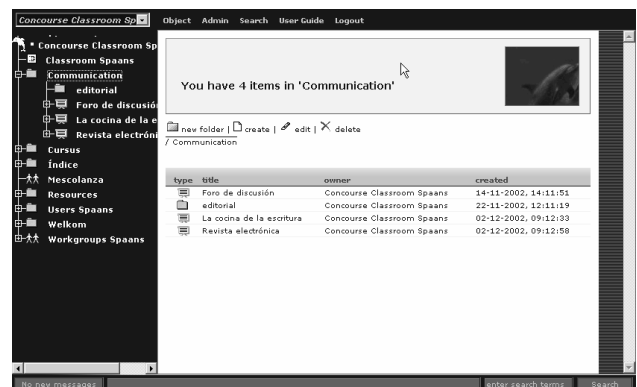 Concourse Classroom Sp
Object Admin Search User Guide Logout
* Concourse Classroom Sp
Classroom Spaans
Communication
editorial
Foro de discusió
La cocina de la e
Revista electróni
Cursus
Índice
Mescolanza
Resources
Users Spaans
Welkom
Workgroups Spaans
You have 4 items in 'Communication'
new folder | create | edit | delete
/ Communication
type title owner created
Foro de discusión Concourse Classroom Spaans 14-11-2002, 14:11:51
editorial Concourse Classroom Spaans 22-11-2002, 12:11:19
La cocina de la escritura Concourse Classroom Spaans 02-12-2002, 09:12:33
Revista electrónica Concourse Classroom Spaans 02-12-2002, 09:12:58
No new messages enter search terms Search